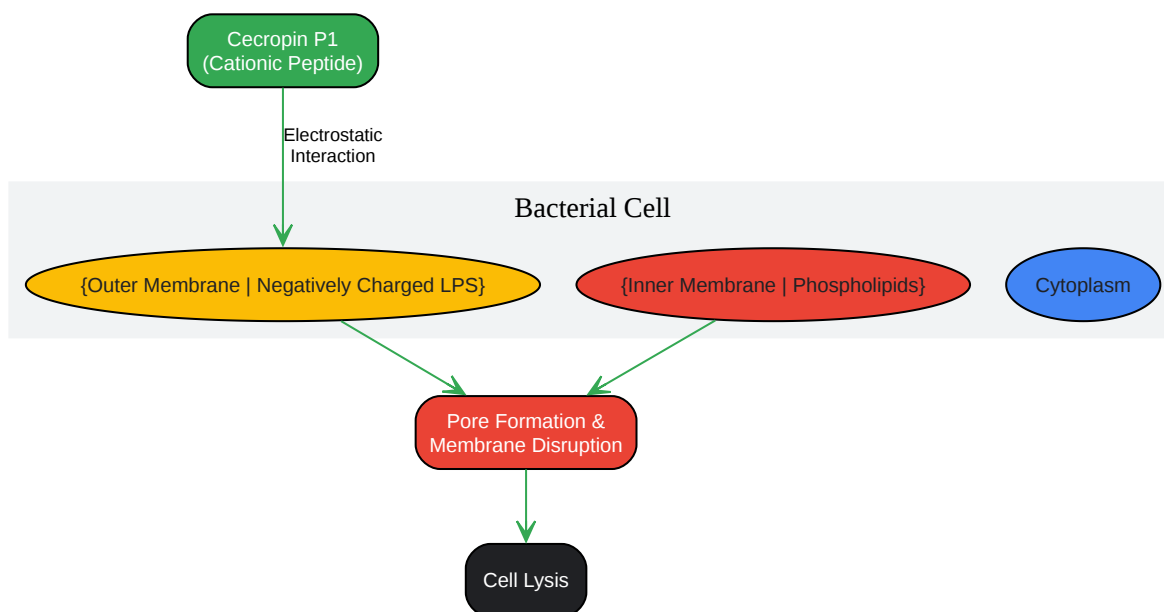 Cecropin P1
(Cationic Peptide)
Electrostatic
Interaction
Bacterial Cell
{Outer Membrane | Negatively Charged LPS}
{Inner Membrane | Phospholipids}
Cytoplasm
Pore Formation &
Membrane Disruption
Cell Lysis